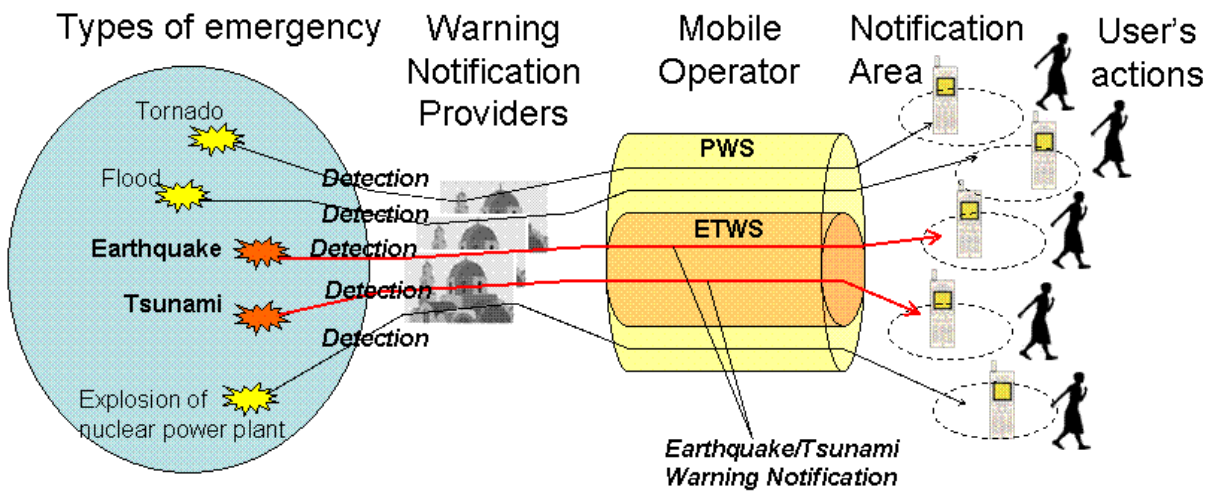 Types of emergency
Warning
Notification
Providers
Mobile
Operator
Notification
Area
User's
actions
Tornado
Flood
Earthquake
Tsunami
Explosion of
nuclear power plant
Detection
Detection
Detection
Detection
Detection
PWS
ETWS
Earthquake/Tsunami
Warning Notification